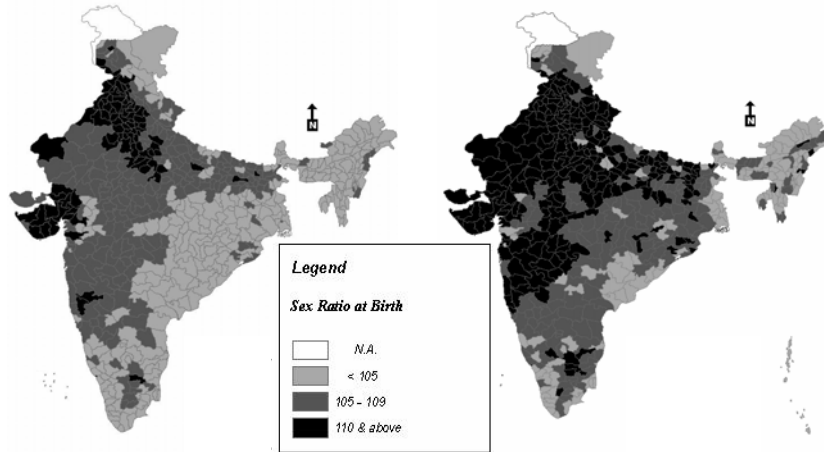 N
N
Legend
Sex Ratio at Birth
N.A.
< 105
105 - 109
110 & above